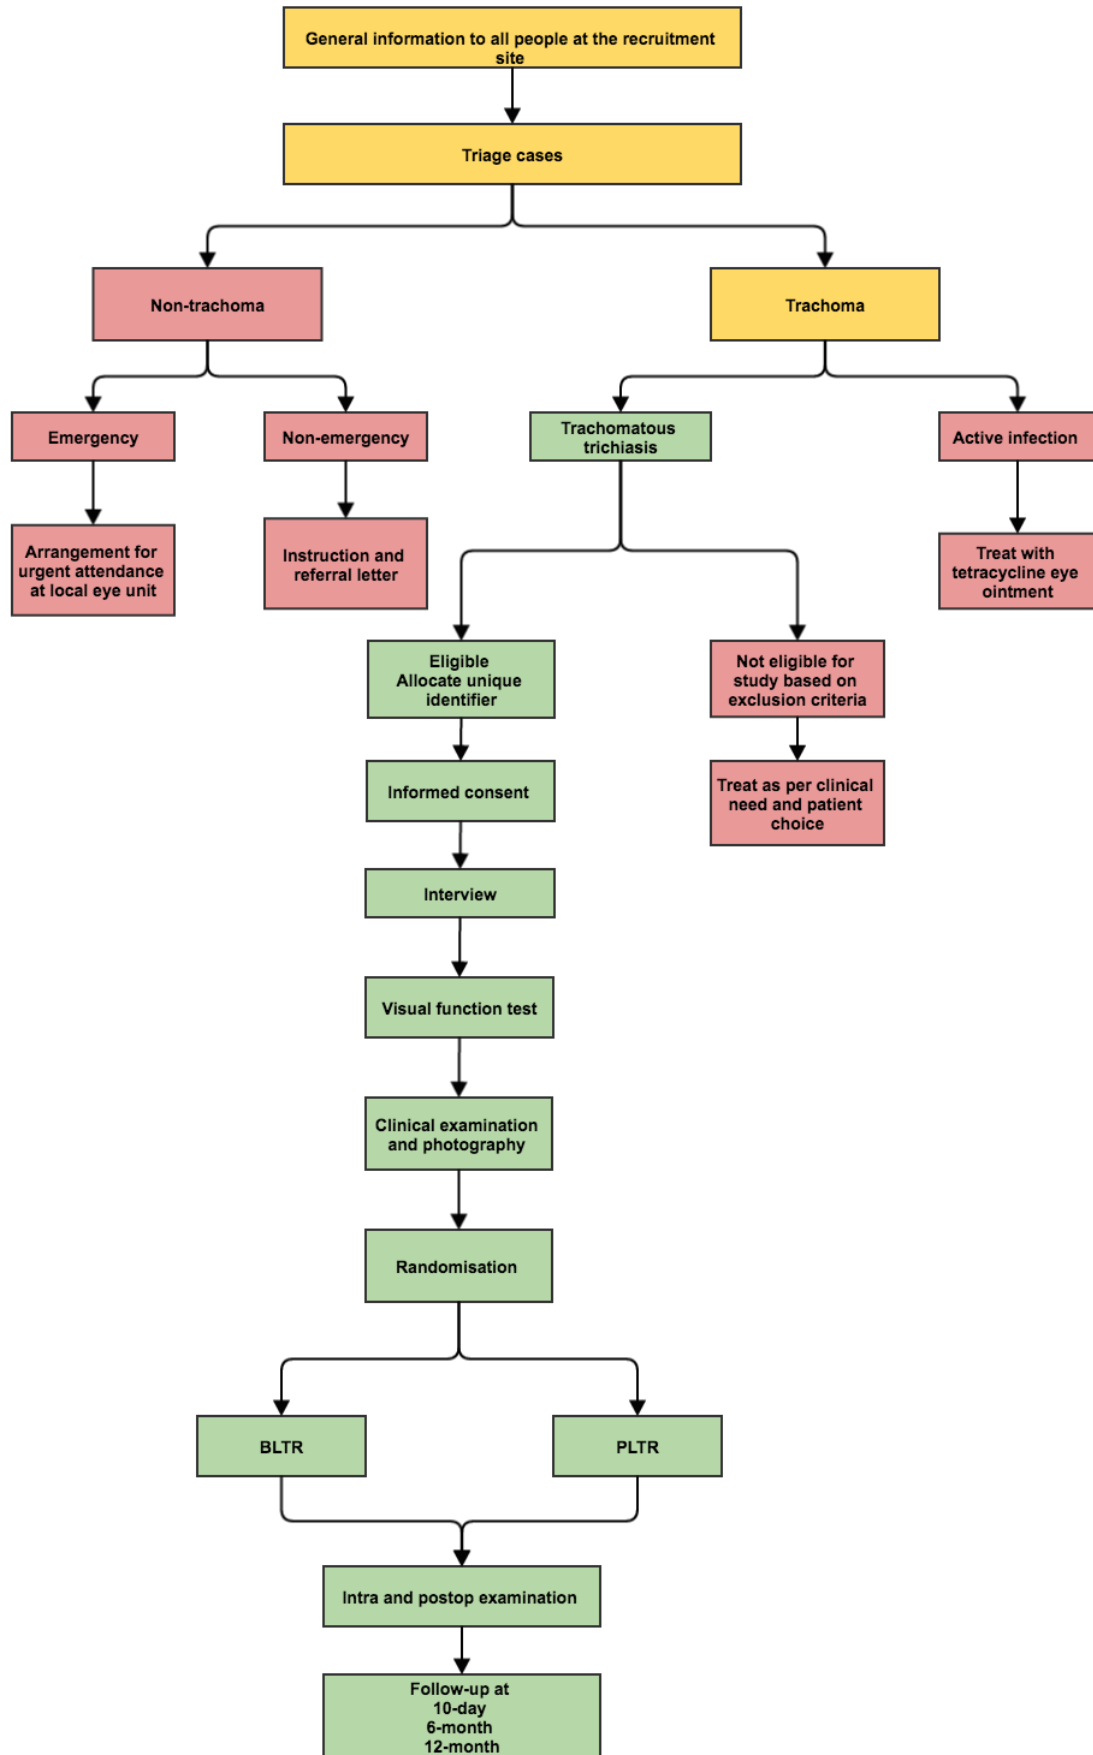 General information to all people at the recruitment
site
Triage cases
Non-trachoma
Trachoma
Emergency
Non-emergency
Trachomatous
trichiasis
Active infection
Arrangement for
urgent attendance
at local eye unit
Instruction and
referral letter
Treat with
tetracycline eye
ointment
Eligible
Allocate unique
identifier
Not eligible for
study based on
exclusion criteria
Informed consent
Treat as per clinical
need and patient
choice
Interview
Visual function test
Clinical examination
and photography
Randomisation
BLTR
PLTR
Intra and postop examination
Follow-up at
10-day
6-month
12-month